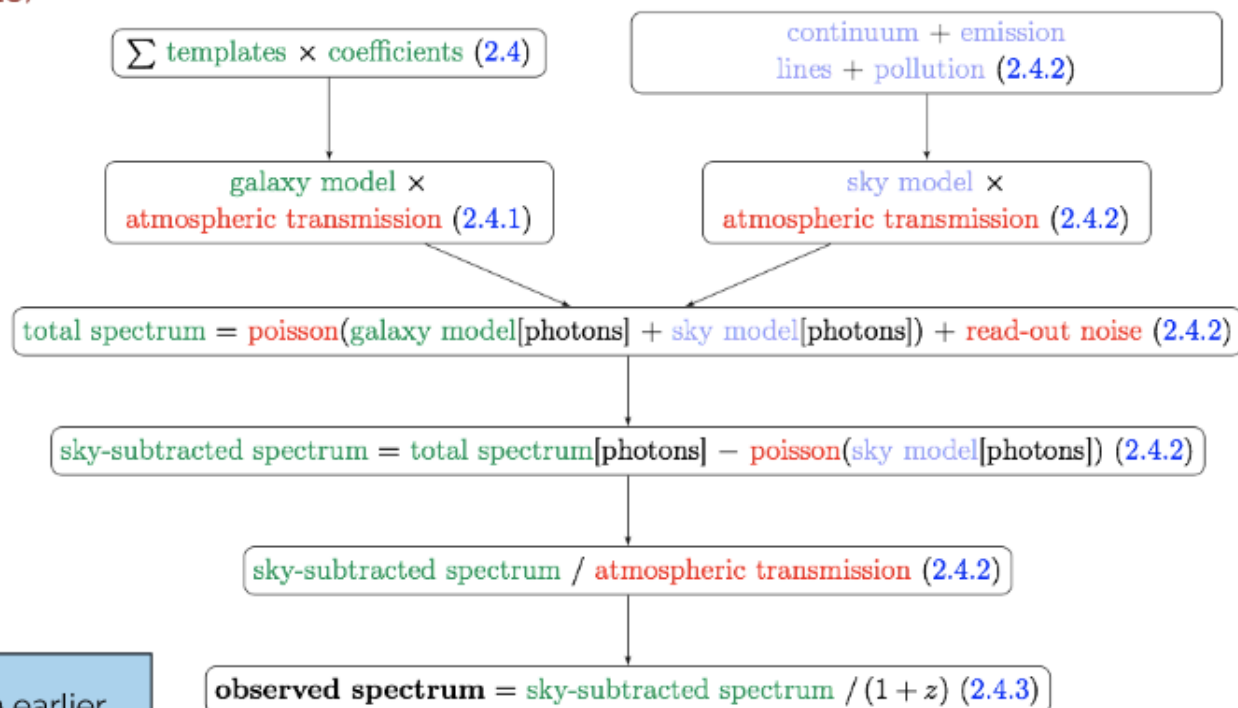 ∑ templates × coefficients (2.4)
continuum + emission
lines + pollution (2.4.2)
galaxy model ×
atmospheric transmission (2.4.1)
sky model ×
atmospheric transmission (2.4.2)
total spectrum = poisson(galaxy model[photons] + sky model[photons]) + read-out noise (2.4.2)
sky-subtracted spectrum = total spectrum[photons] − poisson(sky model[photons]) (2.4.2)
sky-subtracted spectrum / atmospheric transmission (2.4.2)
observed spectrum = sky-subtracted spectrum /(1 + z) (2.4.3)
earlier